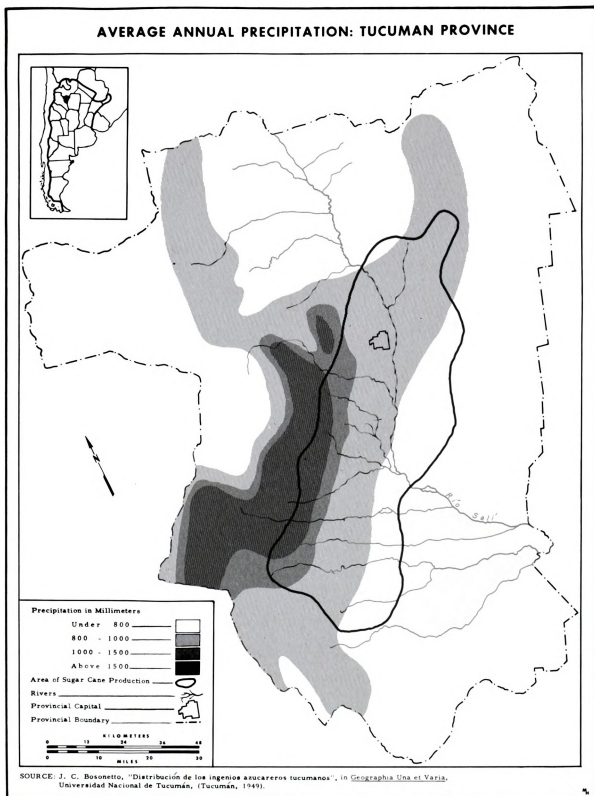 AVERAGE ANNUAL PRECIPITATION: TUCUMAN PROVINCE
N
Río Salí
Precipitation in Millimeters
Under 800
800 - 1000
1000 - 1500
Above 1500
Area of Sugar Cane Production
Rivers
Provincial Capital
Provincial Boundary
KILOMETERS
0 12 24 36 48
0 10 20 30
MILES
SOURCE: J. C. Bosonetto, "Distribución de los ingenios azucareros tucumanos", in Geographia Una et Varia,
Universidad Nacional de Tucumán, (Tucumán, 1949).